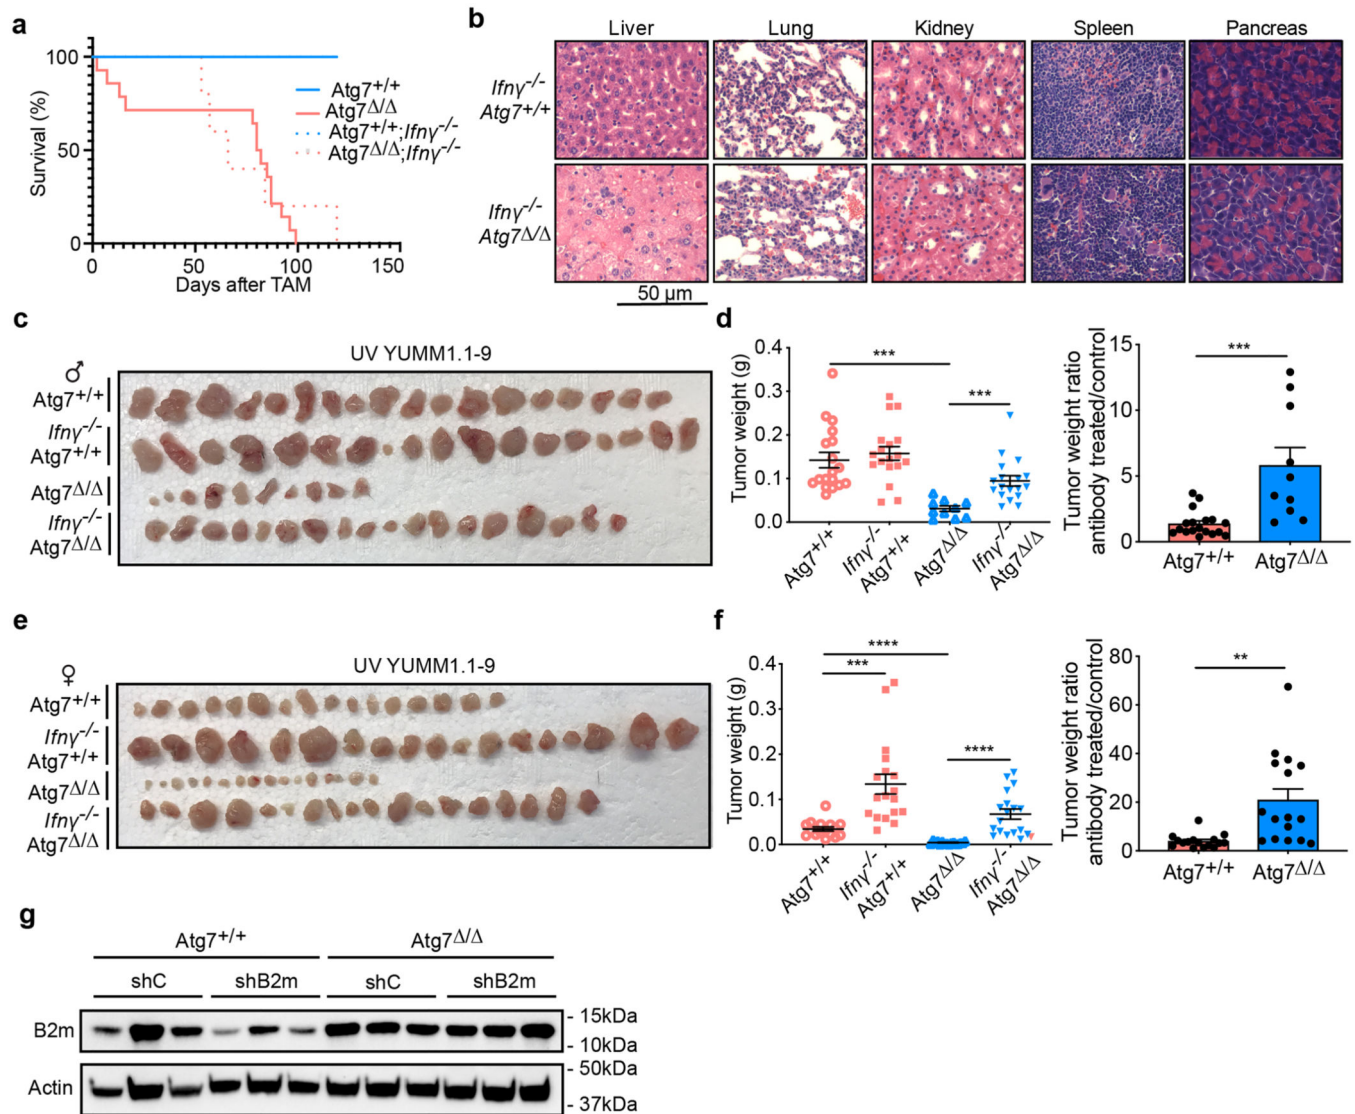 a
Survival (%)
100
50
0
0
50
100
150
Days after TAM
Atg7+/+
Atg7Δ/Δ
Atg7+/+;Ifnγ-/-
Atg7Δ/Δ;Ifnγ-/-
b
Liver Lung Kidney Spleen Pancreas
Ifnγ-/-
Atg7+/+
Ifnγ-/-
Atg7Δ/Δ
50 µm
c
UV YUMM1.1-9
♂
Atg7+/+
Ifnγ-/-
Atg7+/+
Atg7Δ/Δ
Ifnγ-/-
Atg7Δ/Δ
d
Tumor weight (g)
0.4
0.3
0.2
0.1
0.0
***
***
Atg7+/+
Ifnγ-/-
Atg7+/+
Atg7Δ/Δ
Ifnγ-/-
Atg7Δ/Δ
Tumor weight ratio
antibody treated/control
15
10
5
0
***
Atg7+/+
Atg7Δ/Δ
e
UV YUMM1.1-9
♀
Atg7+/+
Ifnγ-/-
Atg7+/+
Atg7Δ/Δ
Ifnγ-/-
Atg7Δ/Δ
f
Tumor weight (g)
0.4
0.3
0.2
0.1
0.0
****
***
****
Atg7+/+
Ifnγ-/-
Atg7+/+
Atg7Δ/Δ
Ifnγ-/-
Atg7Δ/Δ
Tumor weight ratio
antibody treated/control
80
60
40
20
0
**
Atg7+/+
Atg7Δ/Δ
g
Atg7+/+ Atg7Δ/Δ
shC shB2m shC shB2m
B2m
- 15kDa
- 10kDa
Actin
- 50kDa
- 37kDa